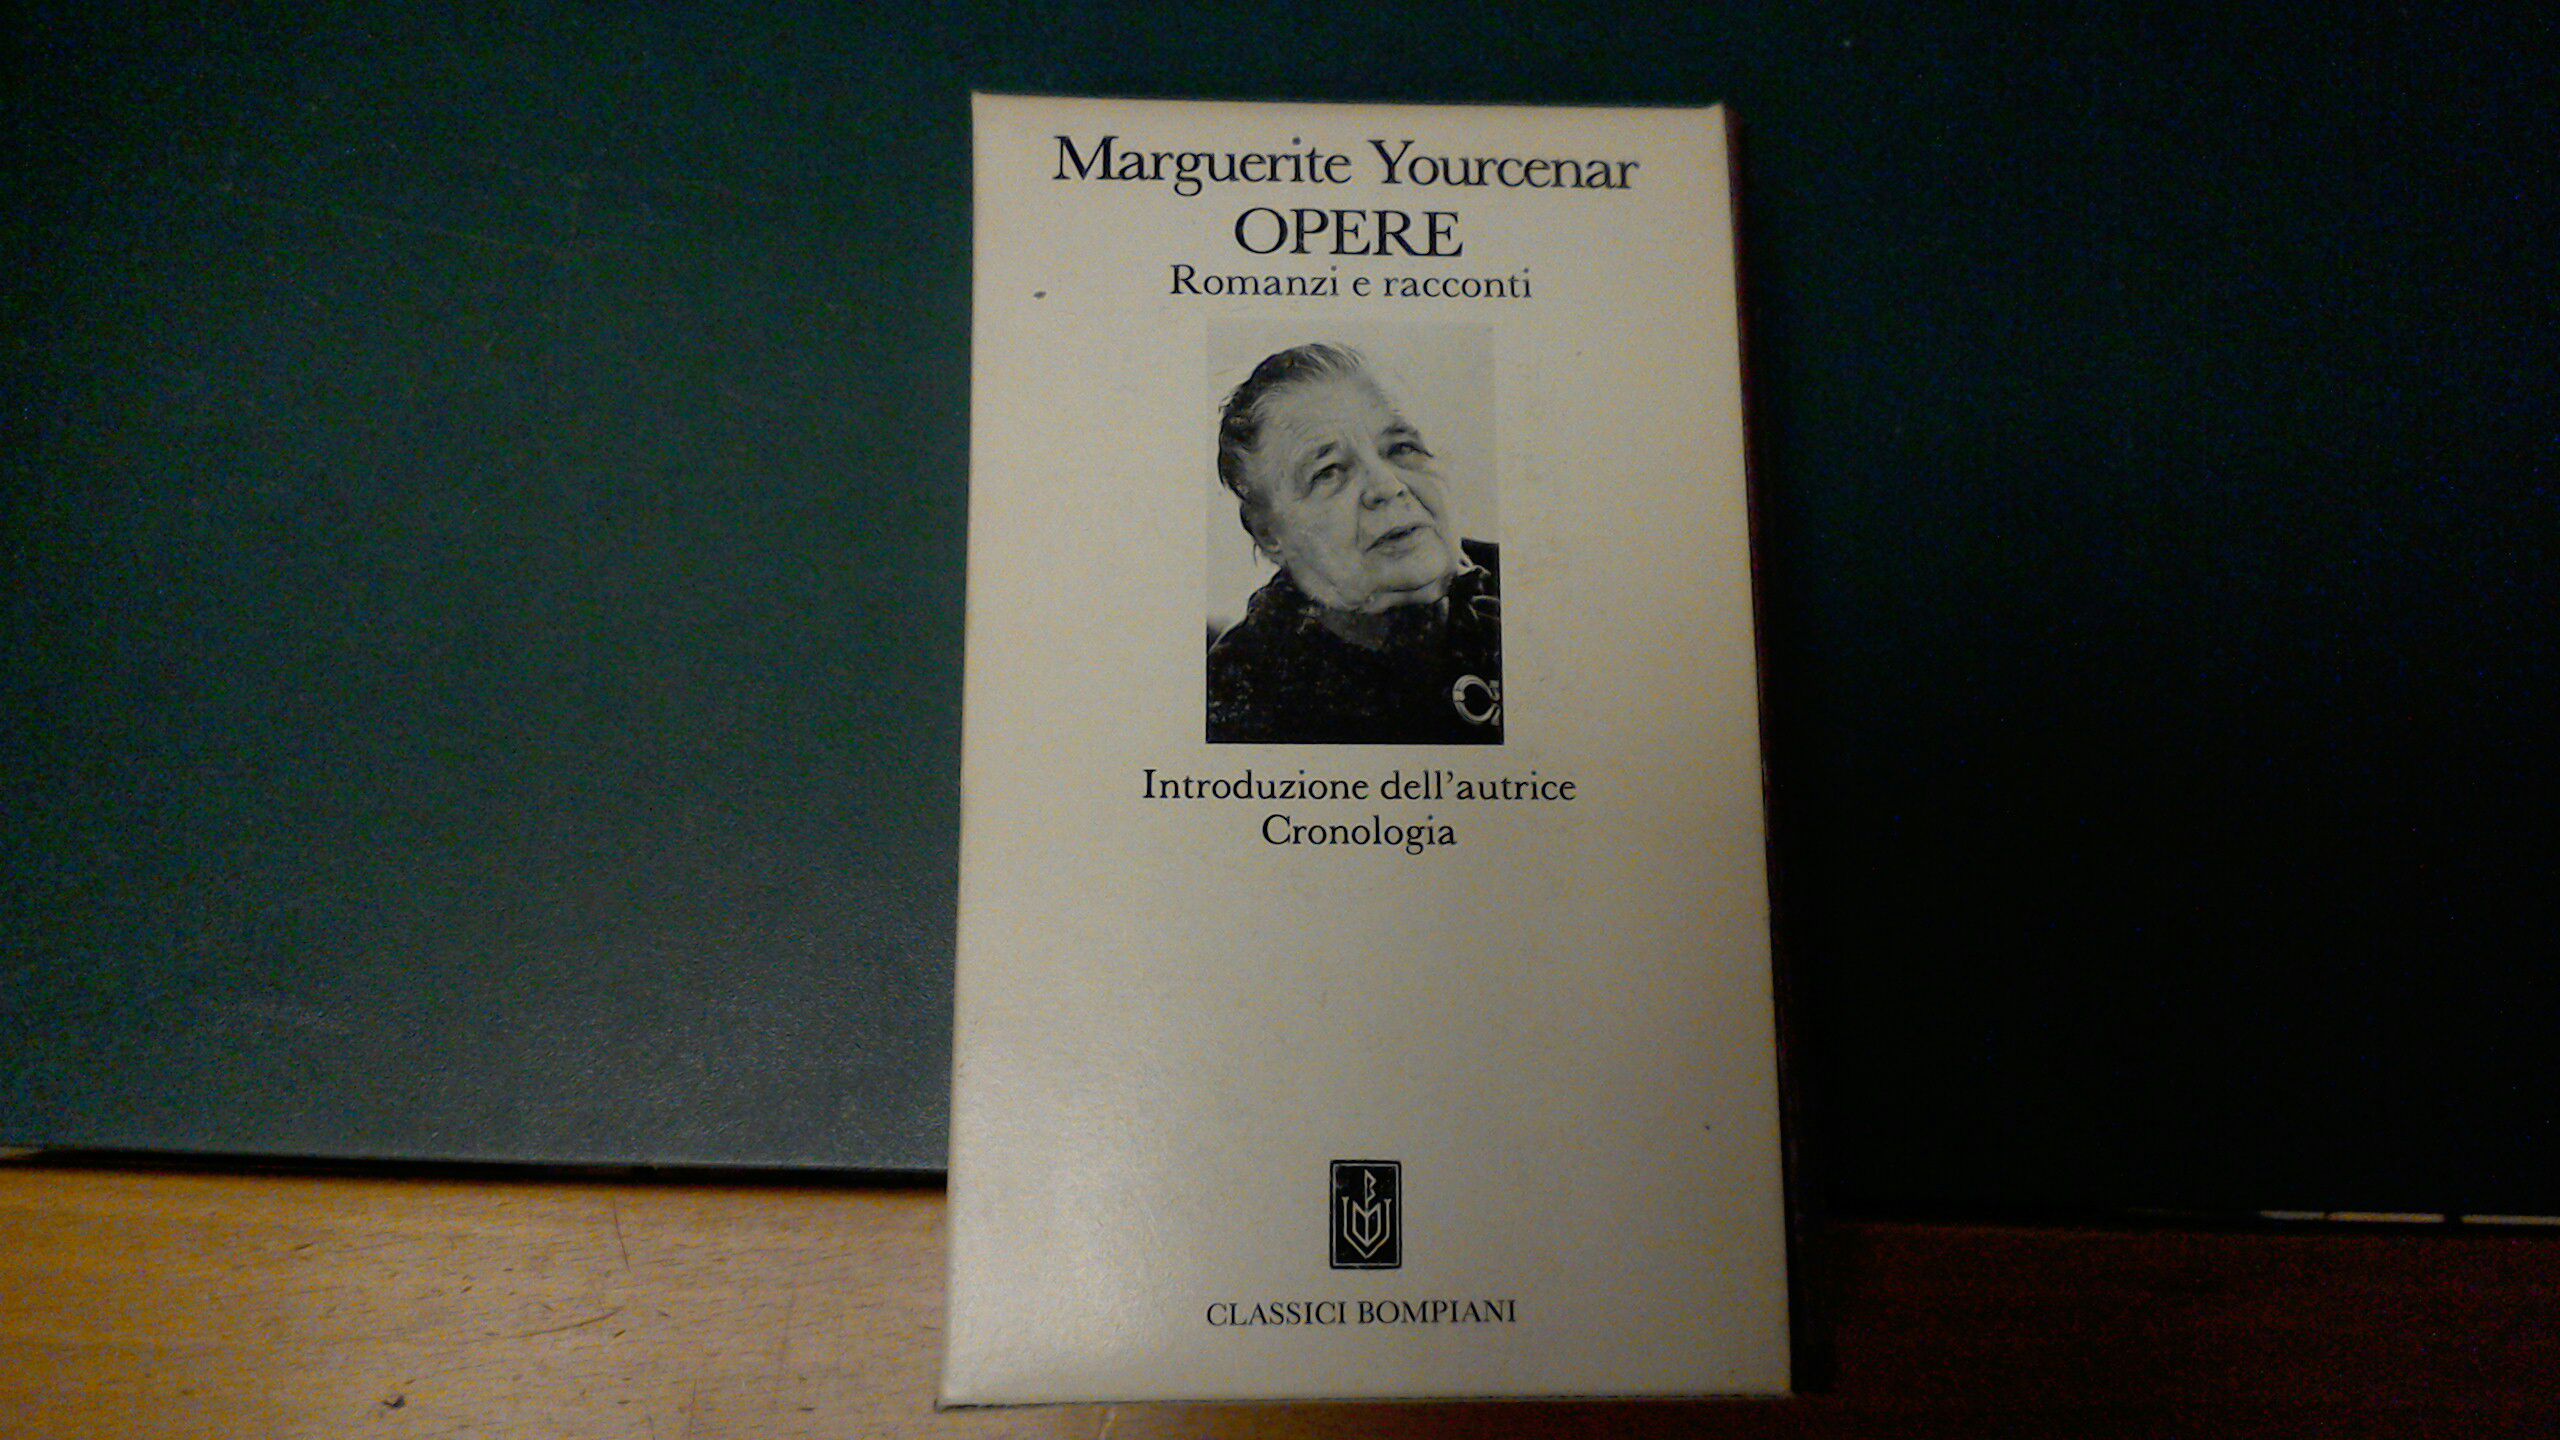 Marguerite Yourcenar
OPERE
Romanzi e racconti
Introduzione dell’autrice
Cronologia
B
CLASSICI BOMPIANI